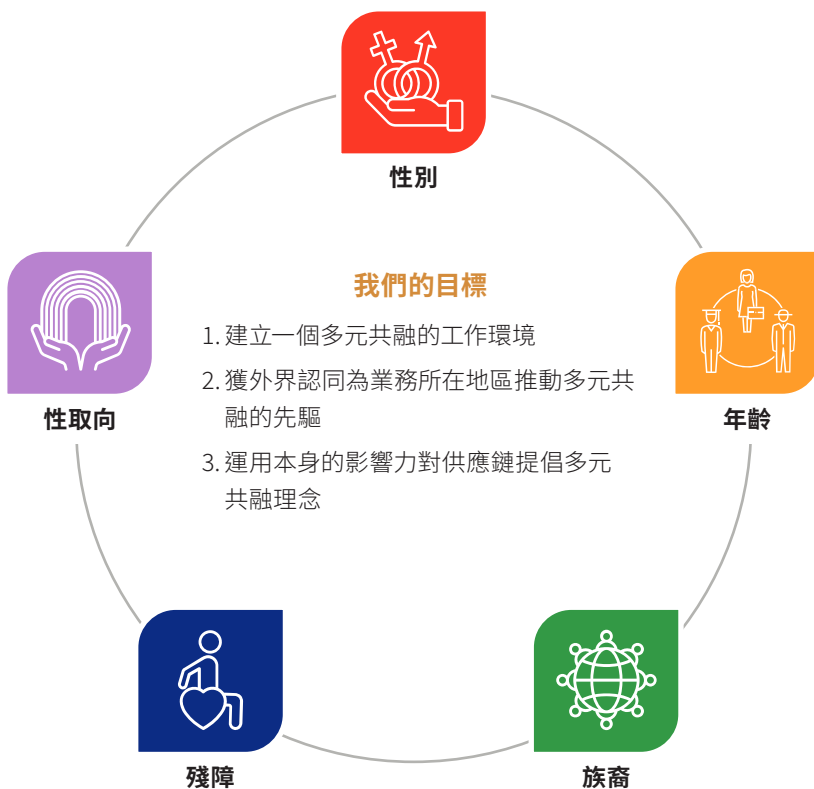 性別
我們的目標
1. 建立一個多元共融的工作環境
2. 獲外界認同為業務所在地區推動多元共
融的先驅
3. 運用本身的影響力對供應鏈提倡多元
共融理念
性取向
年齡
殘障
族裔